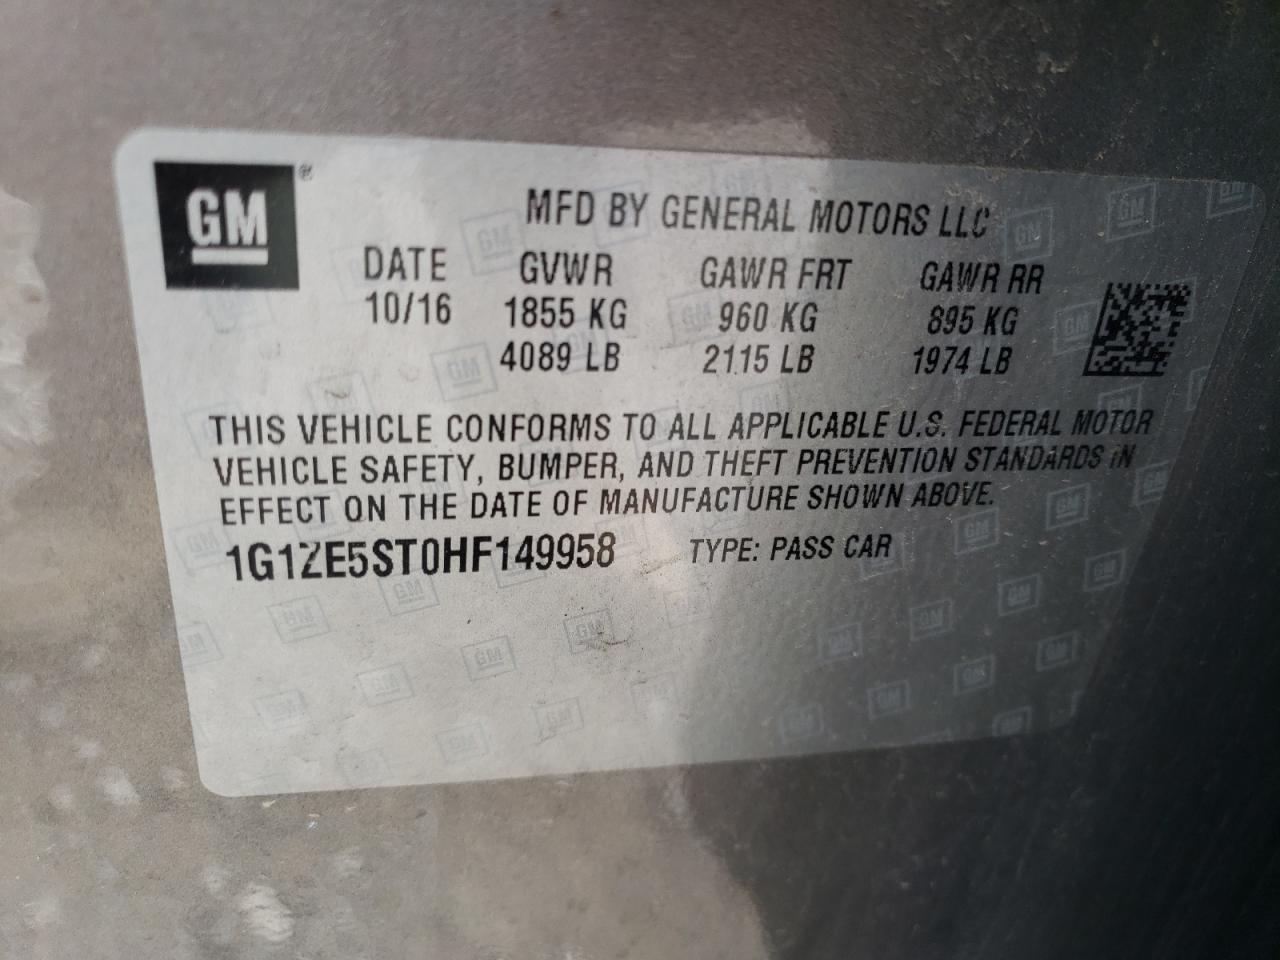 GM®
MFD BY GENERAL MOTORS LLC
DATE GVWR GAWR FRT GAWR RR
10/16 1855 KG 960 KG 895 KG
4089 LB 2115 LB 1974 LB
THIS VEHICLE CONFORMS TO ALL APPLICABLE U.S. FEDERAL MOTOR
VEHICLE SAFETY, BUMPER, AND THEFT PREVENTION STANDARDS IN
EFFECT ON THE DATE OF MANUFACTURE SHOWN ABOVE.
1G1ZE5ST0HF149958 TYPE: PASS CAR